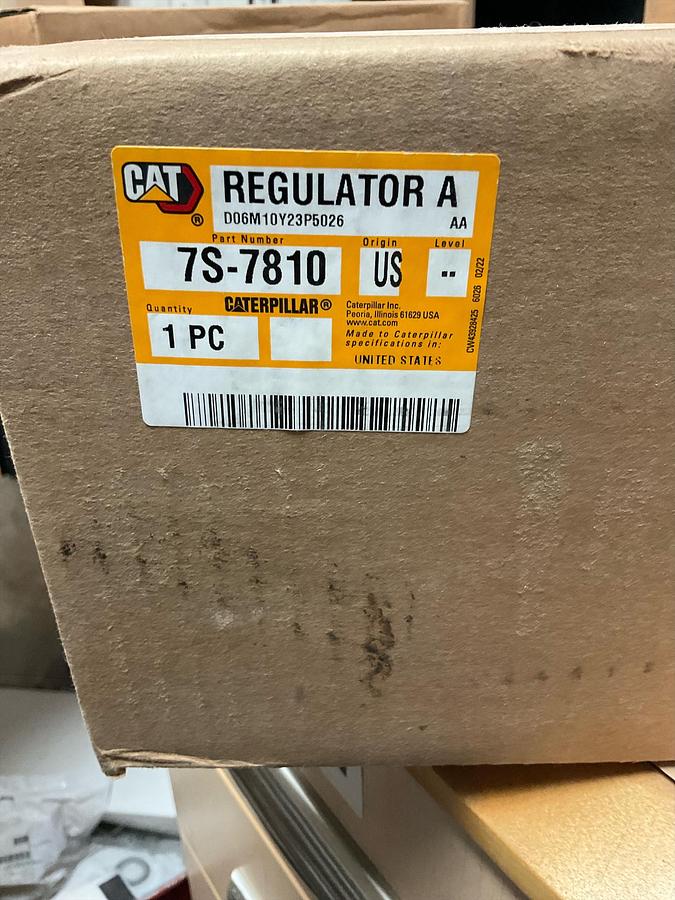 CAT
®
REGULATOR A
D06M10Y23P5026
AA
Part Number
Origin
Level
7S-7810
US
--
Quantity
CATERPILLAR®
1 PC
Caterpillar Inc.
Peoria, Illinois 61629 USA
www.cat.com
Made to Caterpillar
specifications in:
UNITED STATES
CW43928425 6026 02/22